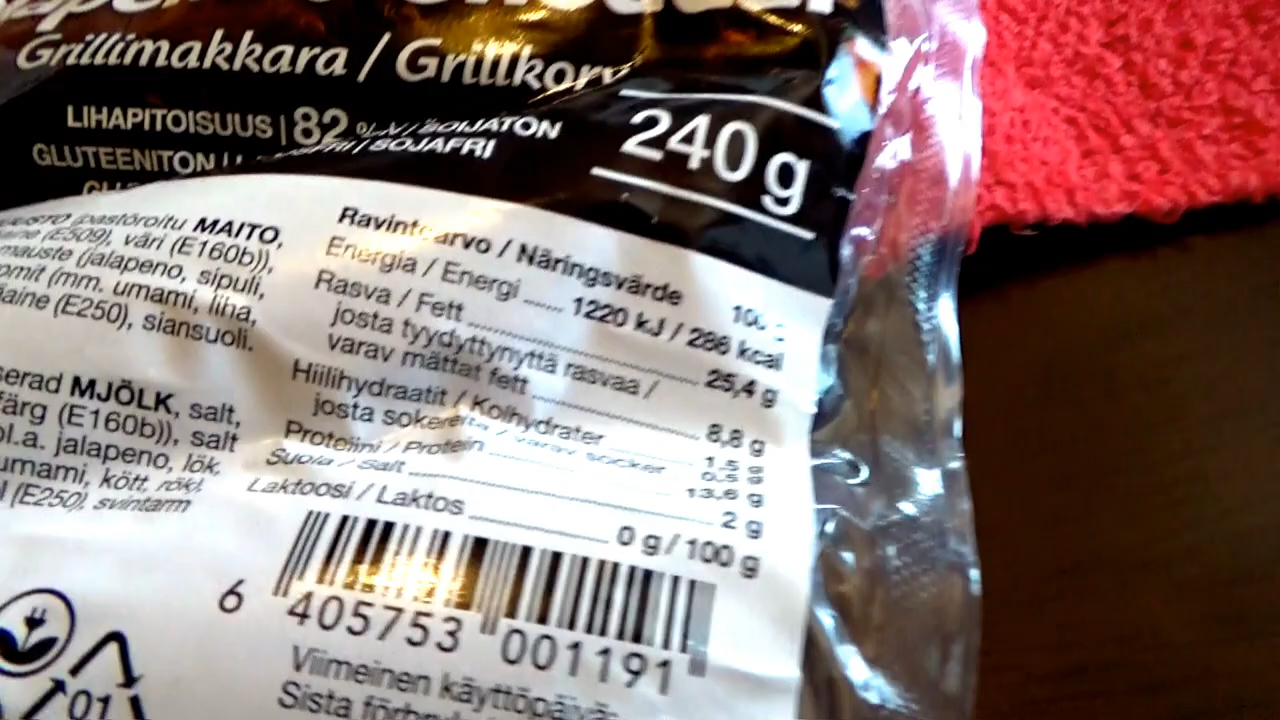 Grillimakkara / Grillkorv
LIHAPITOISUUS | 82 %
SOIJATON
GLUTEENITON
SOJAFRI
240 g
(pastöroitu MAITO,
(E509), väri (E160b)),
mauste (jalapeno, sipuli,
(mm. umami, liha,
(E250), siansuoli.
MJÖLK, salt,
färg (E160b)), salt
bl.a. jalapeno, lök,
umami, kött, rök),
(E250), svintarm
Ravintoarvo / Näringsvärde
Energia / Energi 1220 kJ / 286 kcal
Rasva / Fett 25,4 g
josta tyydyttynyttä rasvaa /
varav mättat fett 8,8 g
Hiilihydraatit / Kolhydrater 1,5 g
josta sokereita / varav socker 0,5 g
Proteiini / Protein 13,6 g
Suola / Salt 2 g
Laktoosi / Laktos 0 g / 100 g
6 405753 001191
Viimeinen käyttöpäivä:
Sista
01